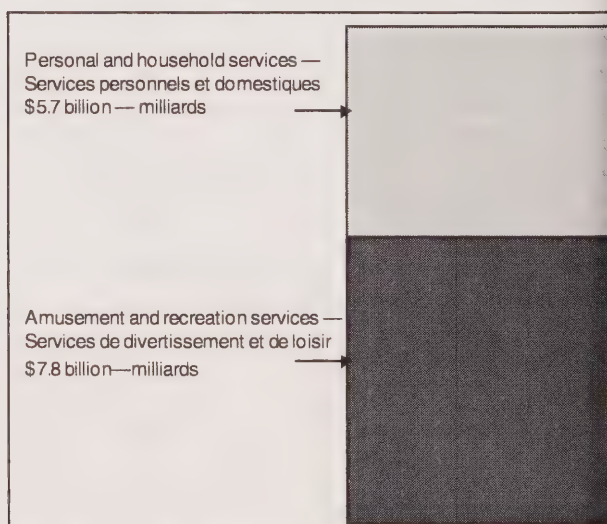 Personal and household services —
Services personnels et domestiques
$5.7 billion — milliards
Amusement and recreation services —
Services de divertissement et de loisir
$7.8 billion—milliards